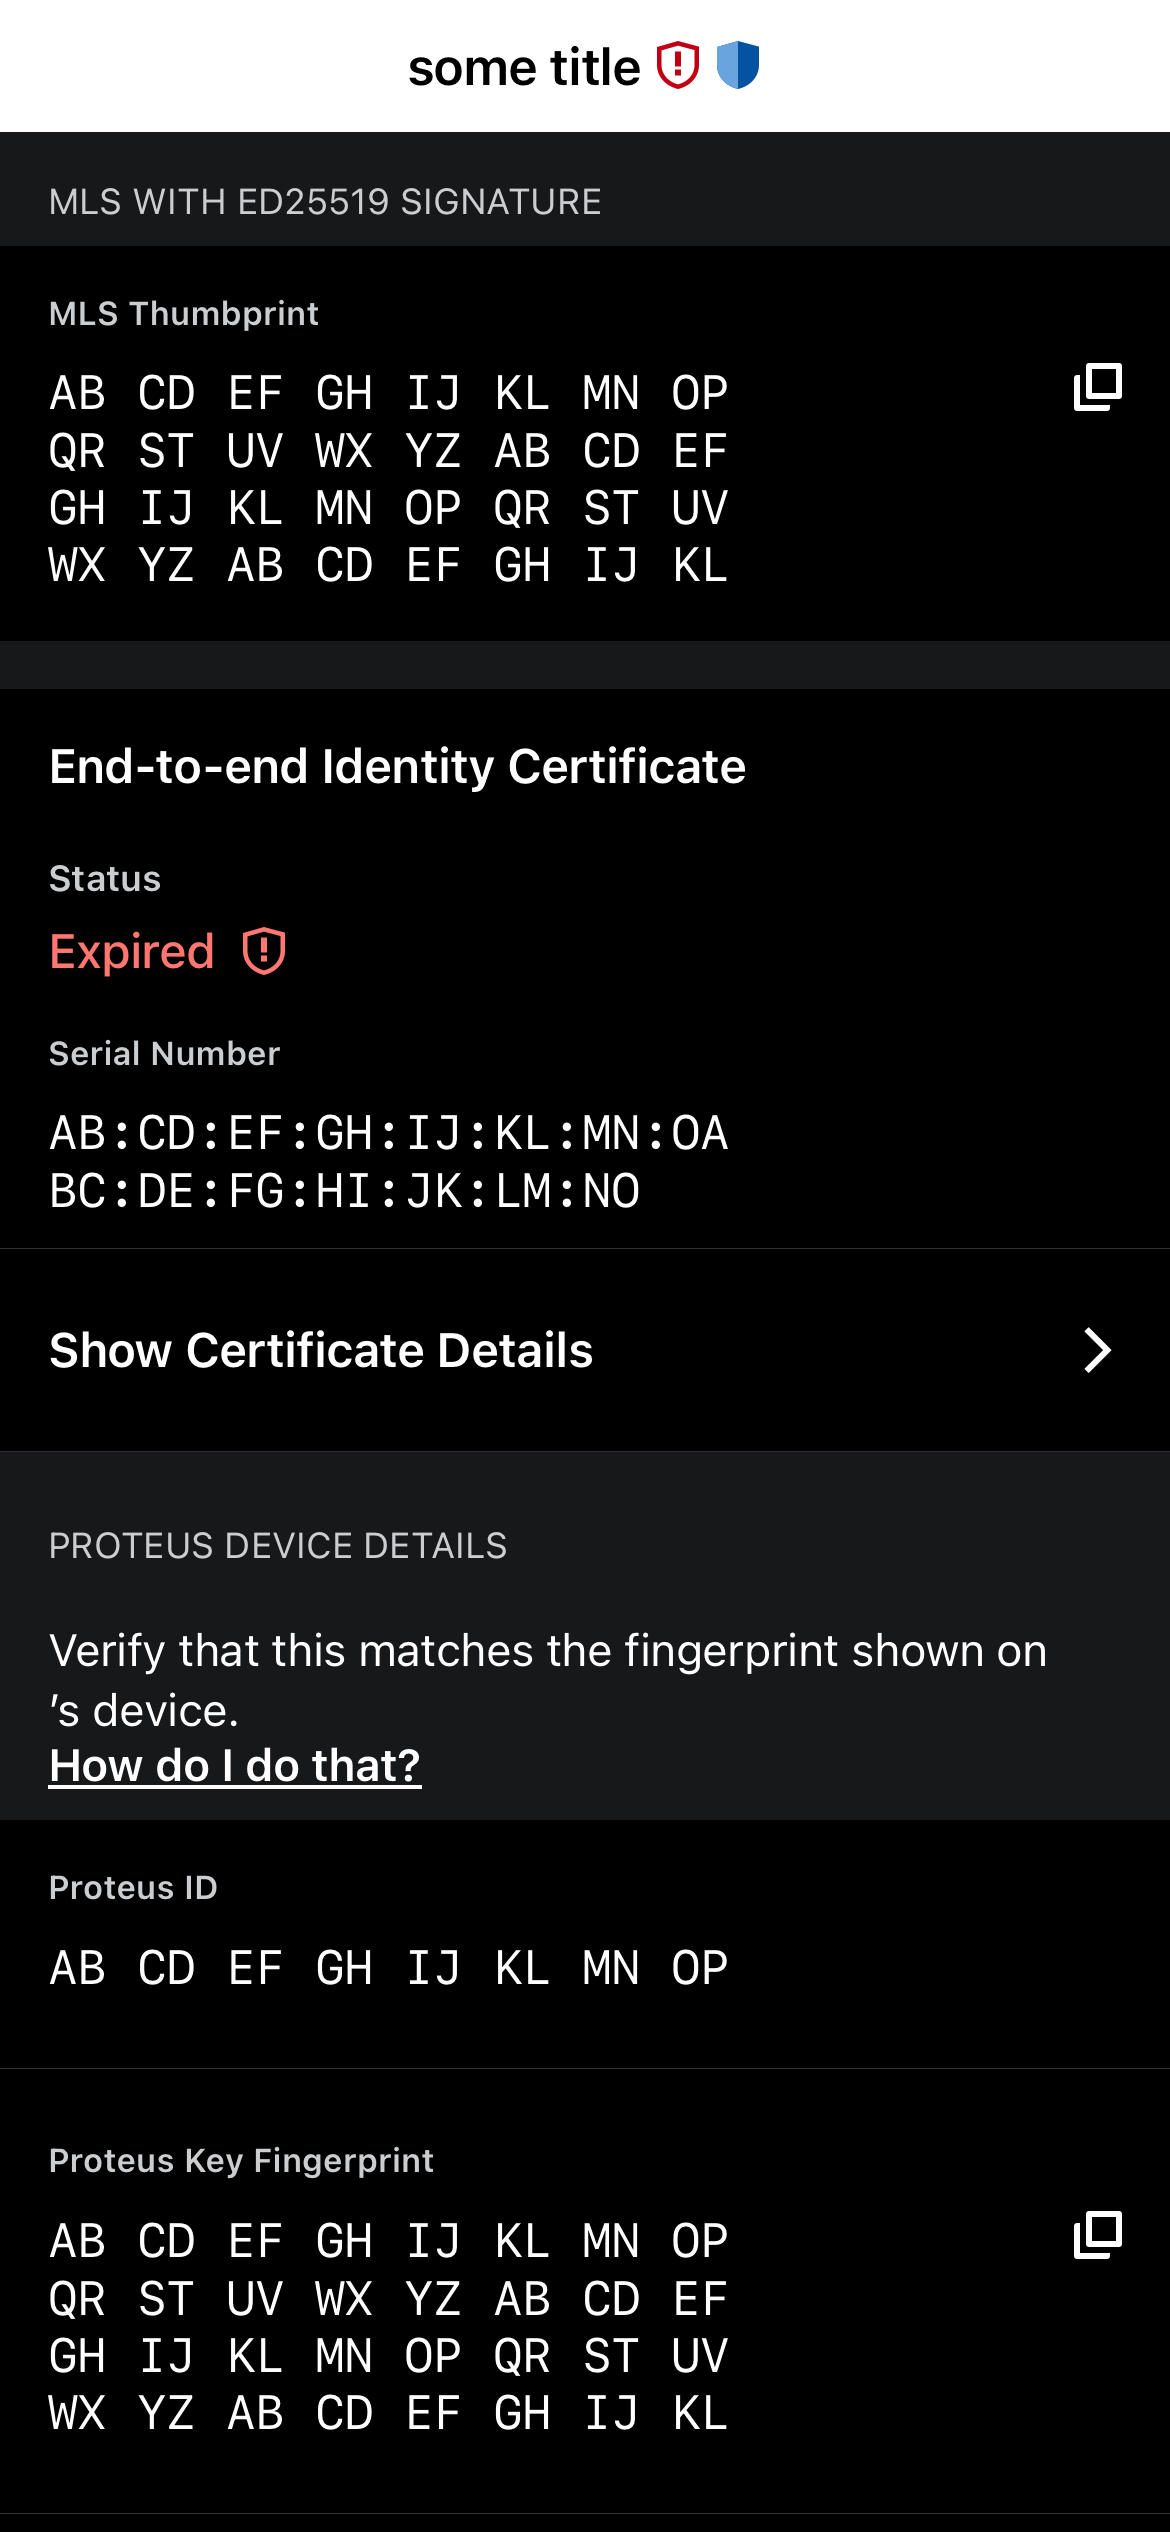 some title
MLS WITH ED25519 SIGNATURE
MLS Thumbprint
AB CD EF GH IJ KL MN OP
QR ST UV WX YZ AB CD EF
GH IJ KL MN OP QR ST UV
WX YZ AB CD EF GH IJ KL
End-to-end Identity Certificate
Status
Expired
Serial Number
AB:CD:EF:GH:IJ:KL:MN:OA
BC:DE:FG:HI:JK:LM:NO
Show Certificate Details
PROTEUS DEVICE DETAILS
Verify that this matches the fingerprint shown on
’s device.
How do I do that?
Proteus ID
AB CD EF GH IJ KL MN OP
Proteus Key Fingerprint
AB CD EF GH IJ KL MN OP
QR ST UV WX YZ AB CD EF
GH IJ KL MN OP QR ST UV
WX YZ AB CD EF GH IJ KL